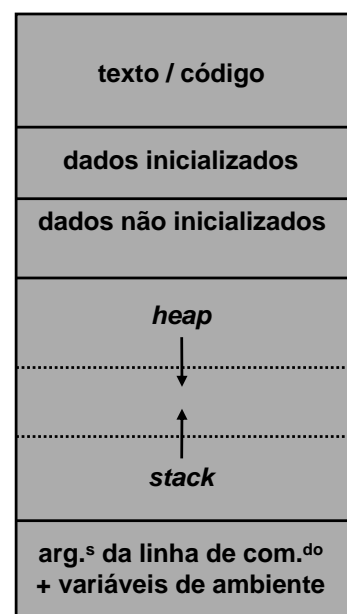 texto / código
dados inicializados
dados não inicializados
heap
stack
arg.s da linha de com.do
+ variáveis de ambiente